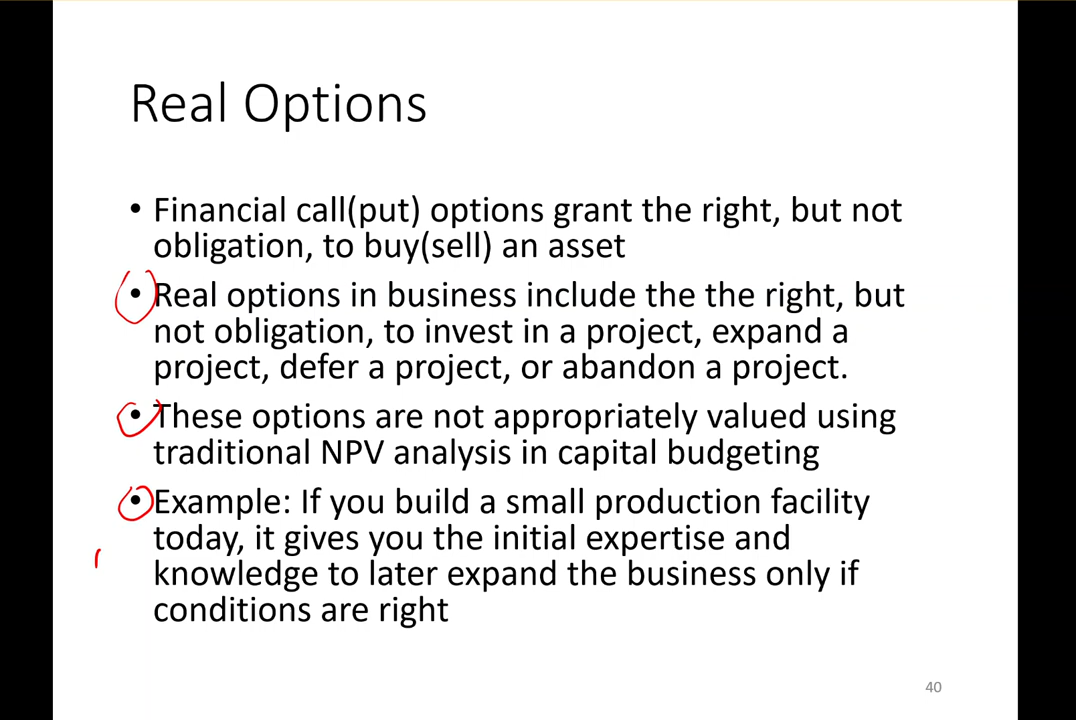 Real Options
• Financial call(put) options grant the right, but not
obligation, to buy(sell) an asset
• Real options in business include the the right, but
not obligation, to invest in a project, expand a
project, defer a project, or abandon a project.
• These options are not appropriately valued using
traditional NPV analysis in capital budgeting
• Example: If you build a small production facility
today, it gives you the initial expertise and
knowledge to later expand the business only if
conditions are right
40